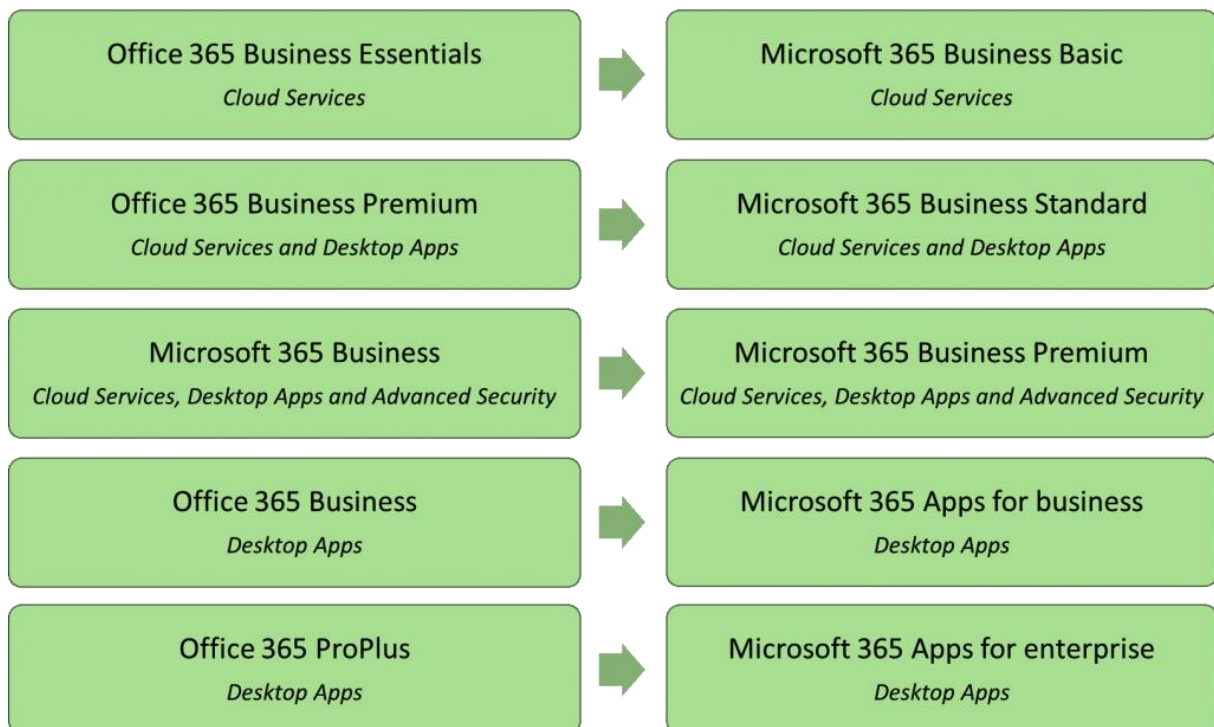 Office 365 Business Essentials
Cloud Services
Microsoft 365 Business Basic
Cloud Services
Office 365 Business Premium
Cloud Services and Desktop Apps
Microsoft 365 Business Standard
Cloud Services and Desktop Apps
Microsoft 365 Business
Cloud Services, Desktop Apps and Advanced Security
Microsoft 365 Business Premium
Cloud Services, Desktop Apps and Advanced Security
Office 365 Business
Desktop Apps
Microsoft 365 Apps for business
Desktop Apps
Office 365 ProPlus
Desktop Apps
Microsoft 365 Apps for enterprise
Desktop Apps